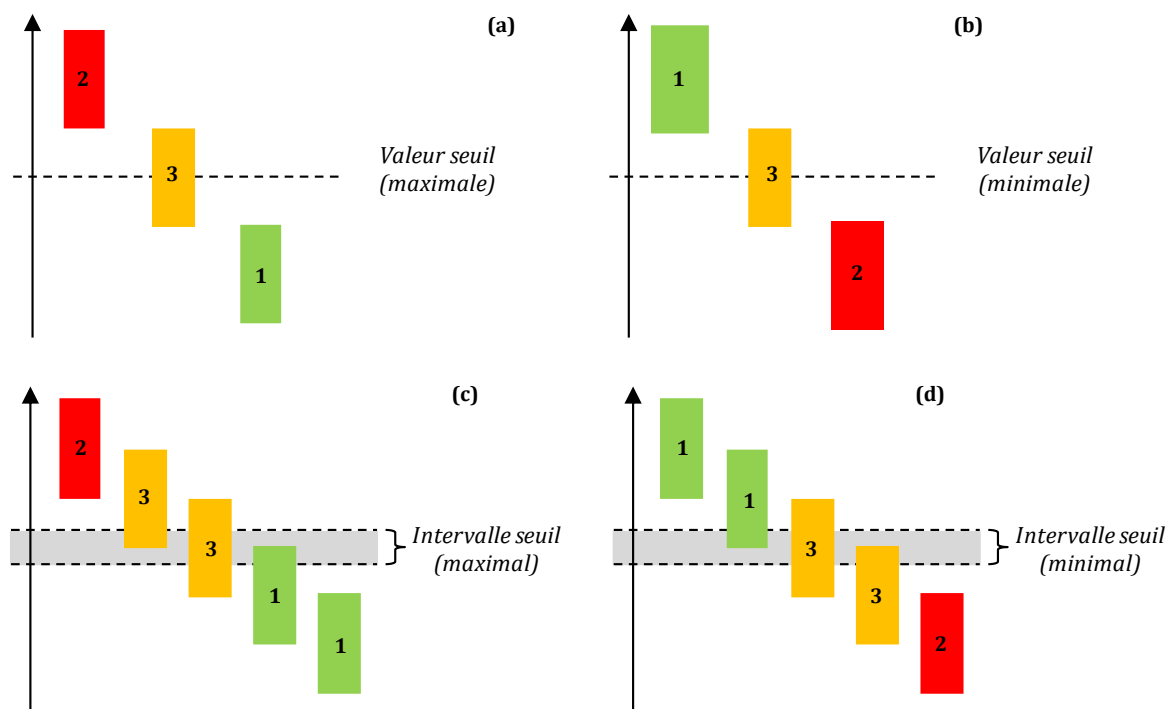 (a)
2
3
Valeur seuil
(maximale)
1
(b)
1
3
Valeur seuil
(minimale)
2
(c)
2
3
3
Intervalle seuil
(maximal)
1
1
(d)
1
1
3
Intervalle seuil
(minimal)
3
2